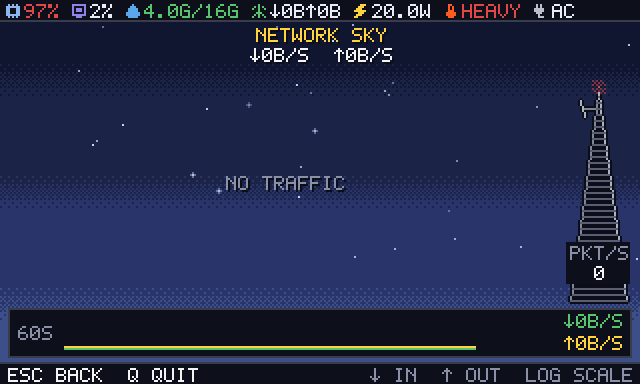 97% 2% 4.0G/16G ↓0B↑0B 20.0W HEAVY AC
NETWORK SKY
↓0B/S ↑0B/S
NO TRAFFIC
PKT/S
0
60S
↓0B/S
↑0B/S
ESC BACK Q QUIT ↓ IN ↑ OUT LOG SCALE